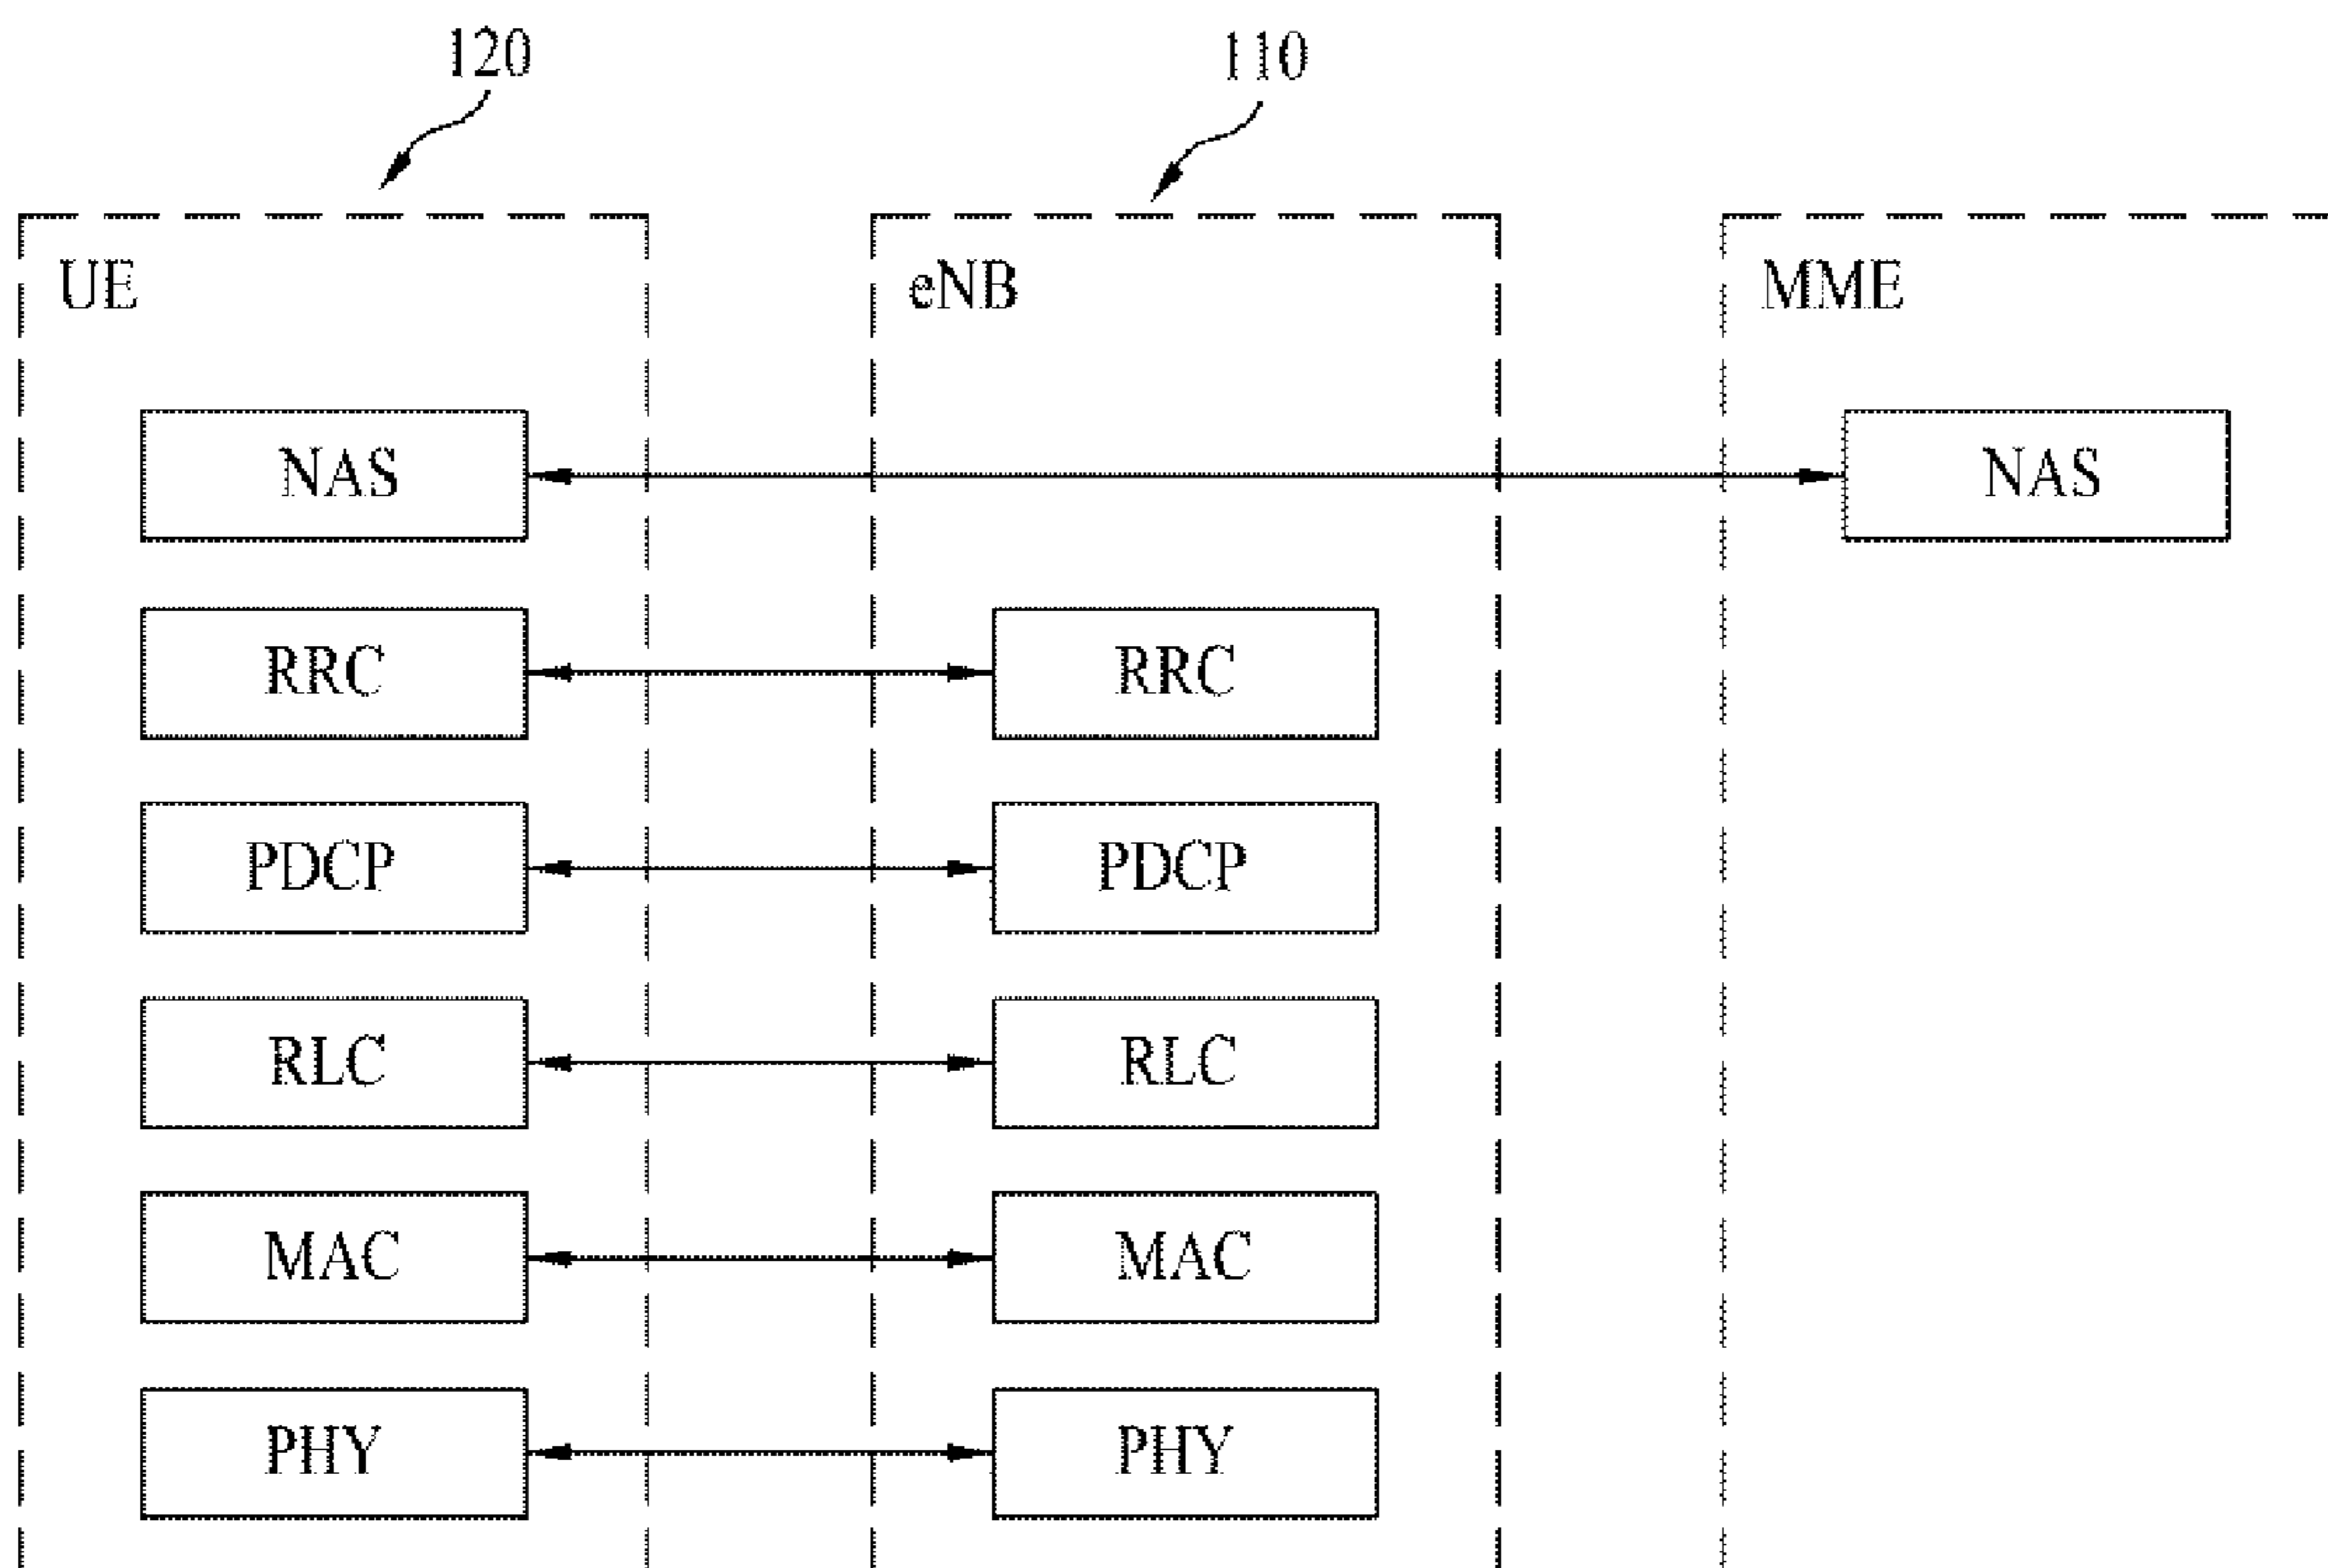 120 110
UE eNB MME
NAS NAS
RRC RRC
PDCP PDCP
RLC RLC
MAC MAC
PHY PHY